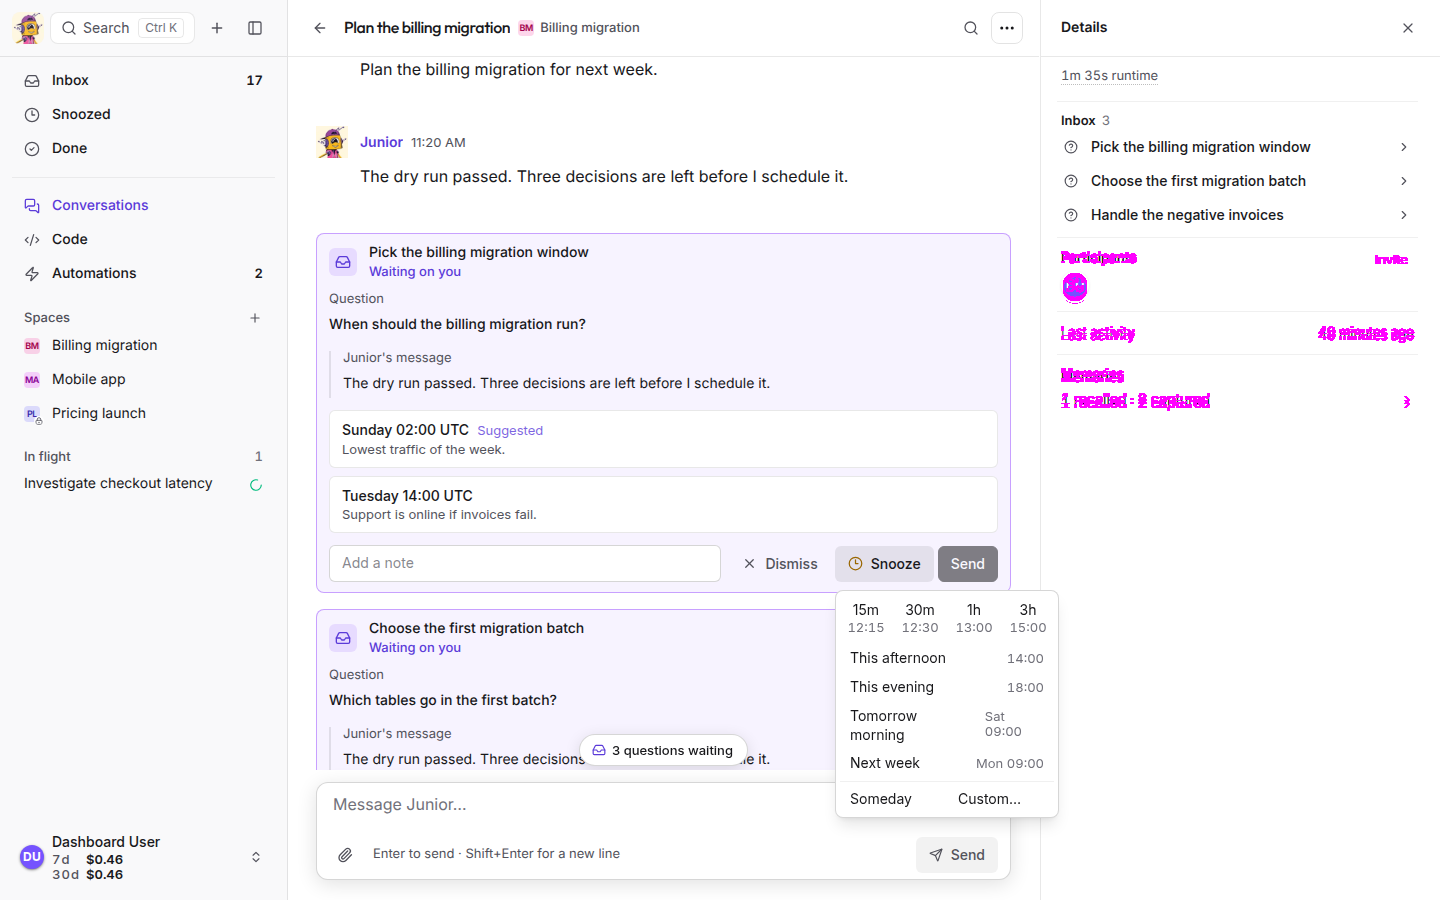 Search Ctrl K
Inbox 17
Snoozed
Done
Conversations
Code
Automations 2
Spaces
BM Billing migration
MA Mobile app
PL Pricing launch
In flight 1
Investigate checkout latency
DU Dashboard User
7d $0.46
30d $0.46
Plan the billing migration BM Billing migration
Plan the billing migration for next week.
Junior 11:20 AM
The dry run passed. Three decisions are left before I schedule it.
Pick the billing migration window
Waiting on you
Question
When should the billing migration run?
Junior's message
The dry run passed. Three decisions are left before I schedule it.
Sunday 02:00 UTC Suggested
Lowest traffic of the week.
Tuesday 14:00 UTC
Support is online if invoices fail.
Add a note
Dismiss
Snooze
Send
15m 30m 1h 3h
12:15 12:30 13:00 15:00
This afternoon 14:00
This evening 18:00
Tomorrow morning Sat 09:00
Next week Mon 09:00
Someday Custom...
Choose the first migration batch
Waiting on you
Question
Which tables go in the first batch?
Junior's message
The dry run passed. Three decisions
le it.
3 questions waiting
Message Junior...
Enter to send · Shift+Enter for a new line
Send
Details
1m 35s runtime
Inbox 3
Pick the billing migration window
Choose the first migration batch
Handle the negative invoices
Participants Invite
Last activity
minutes ago
Memories